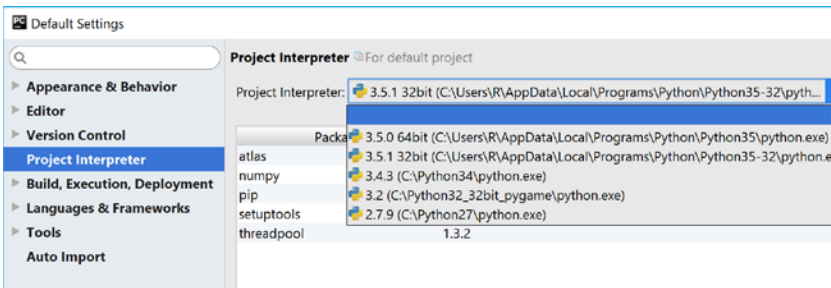 PC Default Settings
Project Interpreter For default project
Appearance & Behavior
Editor
Version Control
Project Interpreter
Build, Execution, Deployment
Languages & Frameworks
Tools
Auto Import
Project Interpreter: 3.5.1 32bit (C:\Users\R\AppData\Local\Programs\Python\Python35-32\pyth...
3.5.0 64bit (C:\Users\R\AppData\Local\Programs\Python\Python35\python.exe)
3.5.1 32bit (C:\Users\R\AppData\Local\Programs\Python\Python35-32\python.e
3.4.3 (C:\Python34\python.exe)
3.2 (C:\Python32_32bit_pygame\python.exe)
2.7.9 (C:\Python27\python.exe)
Packa
atlas
numpy
pip
setuptools
threadpool 1.3.2